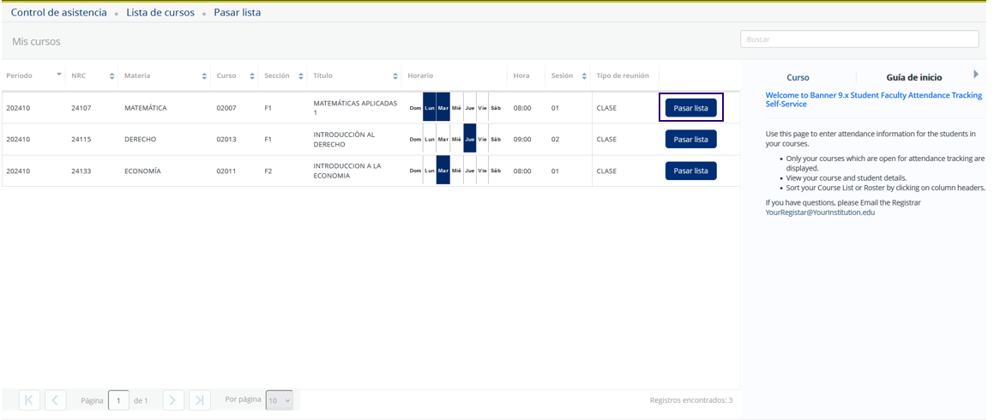 Control de asistencia • Lista de cursos • Pasar lista
Mis cursos
Buscar
Periodo NRC Materia Curso Sección Título Horario Hora Sesión Tipo de reunión
202410 24107 MATEMÁTICA 02007 F1 MATEMÁTICAS APLICADAS 1 Dom Lun Mar Mié Jue Vie Sáb 08:00 01 CLASE Pasar lista
202410 24115 DERECHO 02013 F1 INTRODUCCIÓN AL DERECHO Dom Lun Mar Mié Jue Vie Sáb 09:00 02 CLASE Pasar lista
202410 24133 ECONOMÍA 02011 F2 INTRODUCCION A LA ECONOMIA Dom Lun Mar Mié Jue Vie Sáb 08:00 01 CLASE Pasar lista
Página 1 de 1 Por página 10
Registros encontrados: 3
Curso Guía de inicio
Welcome to Banner 9.x Student Faculty Attendance Tracking
Self-Service
Use this page to enter attendance information for the students in
your courses.
• Only your courses which are open for attendance tracking are
displayed.
• View your course and student details.
• Sort your Course List or Roster by clicking on column headers.
If you have questions, please Email the Registrar
YourRegistar@YourInstitution.edu